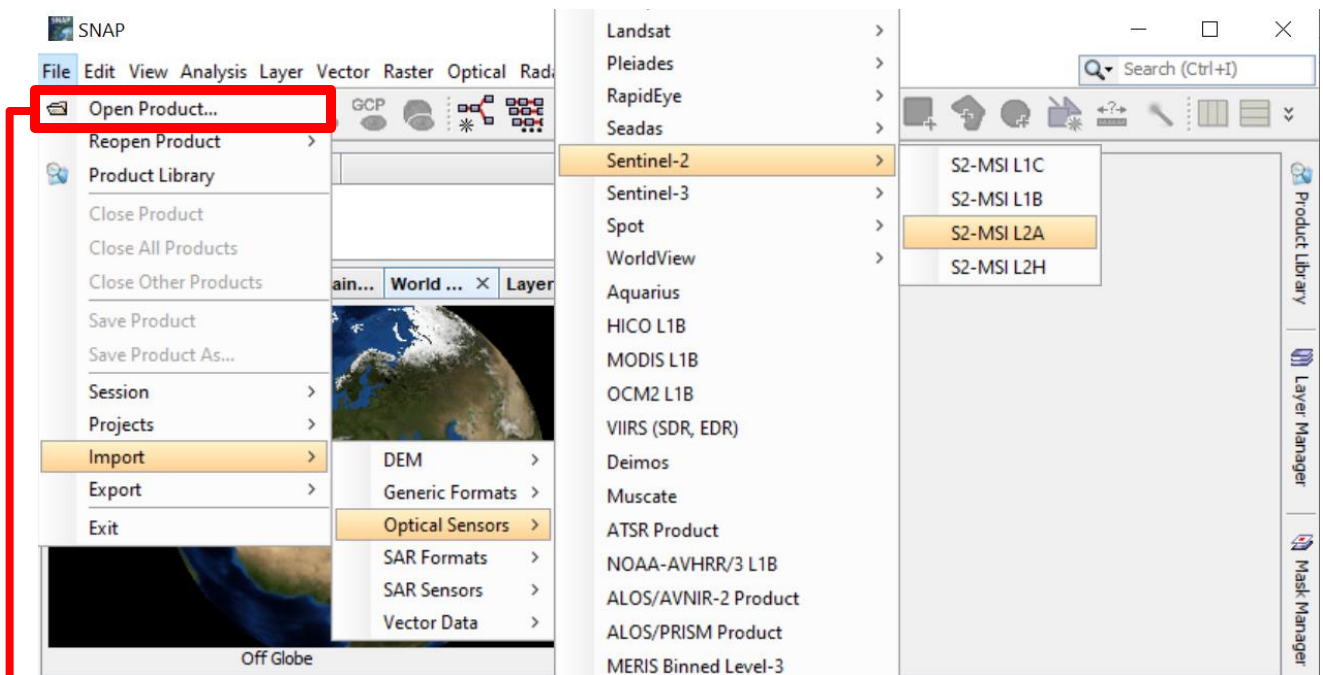 SNAP
File Edit View Analysis Layer Vector Raster Optical
Search (Ctrl+I)
Open Product...
GCP
Reopen Product
Product Library
Close Product
Close All Products
Close Other Products
Save Product
Save Product As...
Session
Projects
Import
Export
Exit
World ... × Layer
DEM
Generic Formats
Optical Sensors
SAR Formats
SAR Sensors
Vector Data
Off Globe
Landsat
Pleiades
RapidEye
Seadas
Sentinel-2
Sentinel-3
Spot
WorldView
Aquarius
HICO L1B
MODIS L1B
OCM2 L1B
VIIRS (SDR, EDR)
Deimos
Muscate
ATSR Product
NOAA-AVHRR/3 L1B
ALOS/AVNIR-2 Product
ALOS/PRISM Product
MERIS Binned Level-3
S2-MSI L1C
S2-MSI L1B
S2-MSI L2A
S2-MSI L2H
Product Library
Layer Manager
Mask Manager